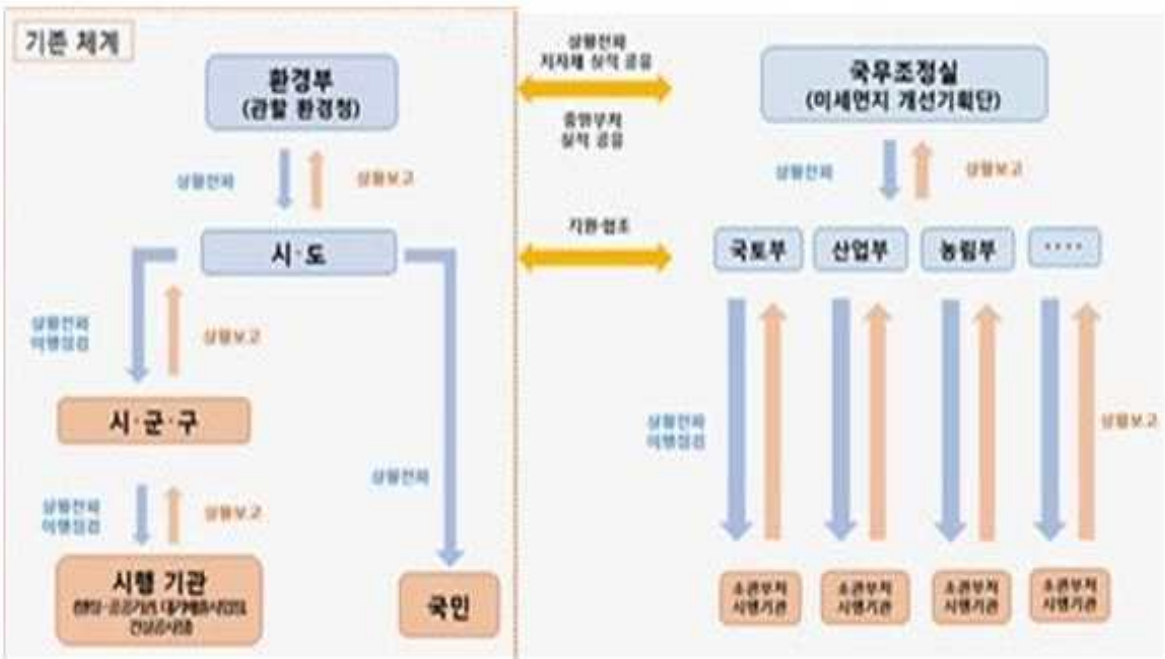 기존 체계
환경부
(관할 환경청)
상황전파
상황보고
시·도
상황전파
이행점검
상황보고
시·군·구
상황전파
이행점검
상황보고
시행 기관
상황전파
국민
상황전파
지자체 실적 공유
중앙부처
실적 공유
지원·협조
국무조정실
(미세먼지 개선기획단)
상황전파
상황보고
국토부
산업부
농림부
····
상황전파
이행점검
상황보고
소관부처
시행기관
소관부처
시행기관
소관부처
시행기관
소관부처
시행기관